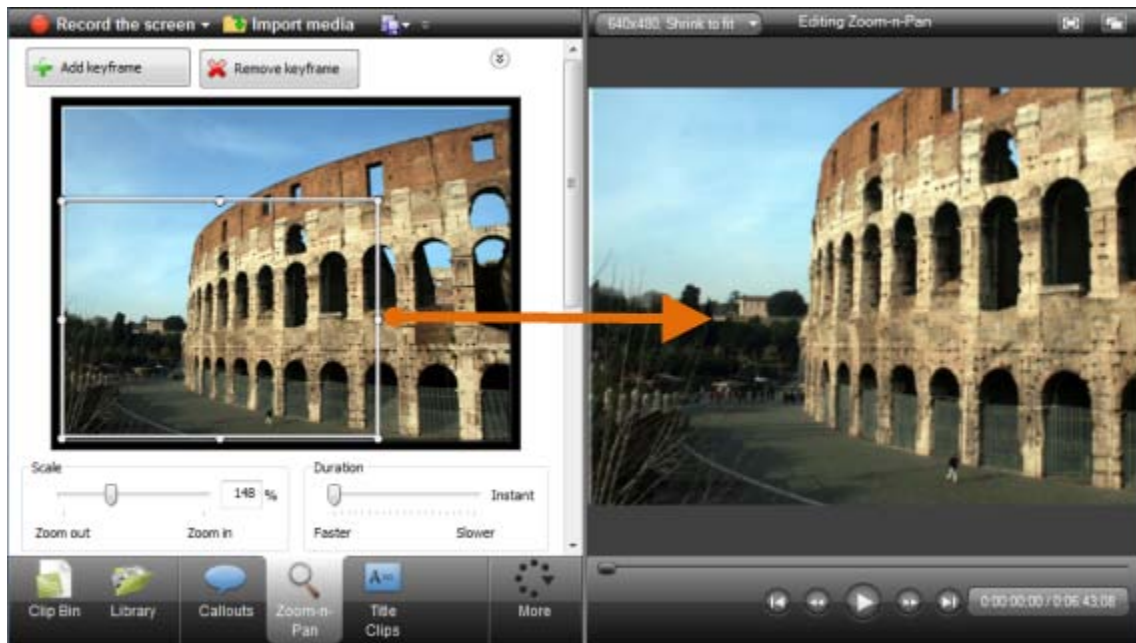 Record the screen
Import media
640x480, Shrink to fit
Editing Zoom-n-Pan
Add keyframe
Remove keyframe
Scale
148 %
Zoom out
Zoom in
Duration
Instant
Faster
Slower
Clip Bin
Library
Callouts
Zoom-n-
Pan
Title
Clips
More
0:00:00:00 / 0:06:43:08